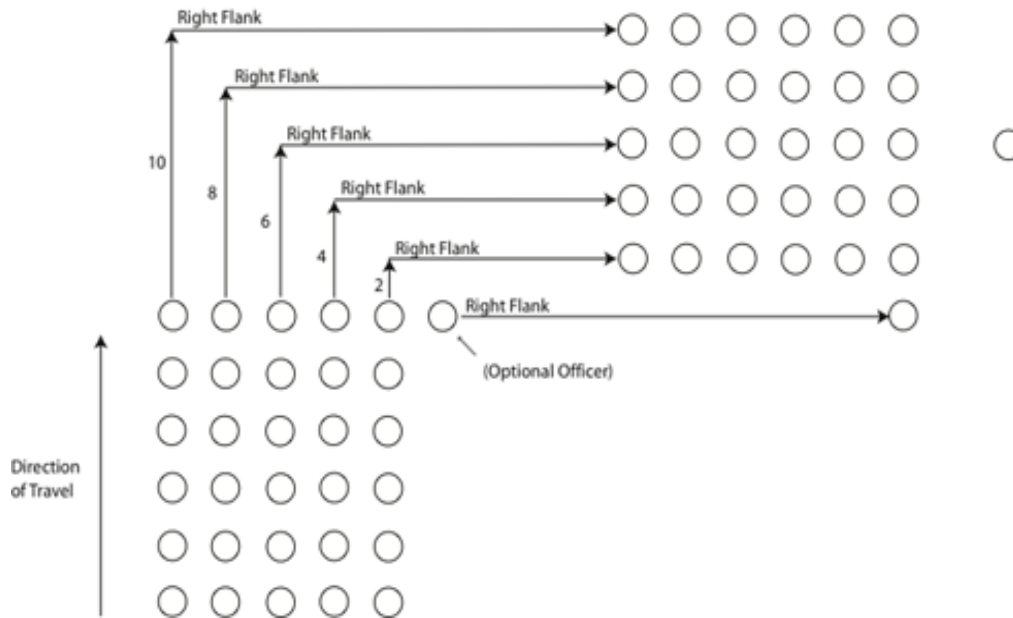 Right Flank
Right Flank
Right Flank
10
8
Right Flank
6
4
Right Flank
2
Right Flank
(Optional Officer)
Direction
of Travel